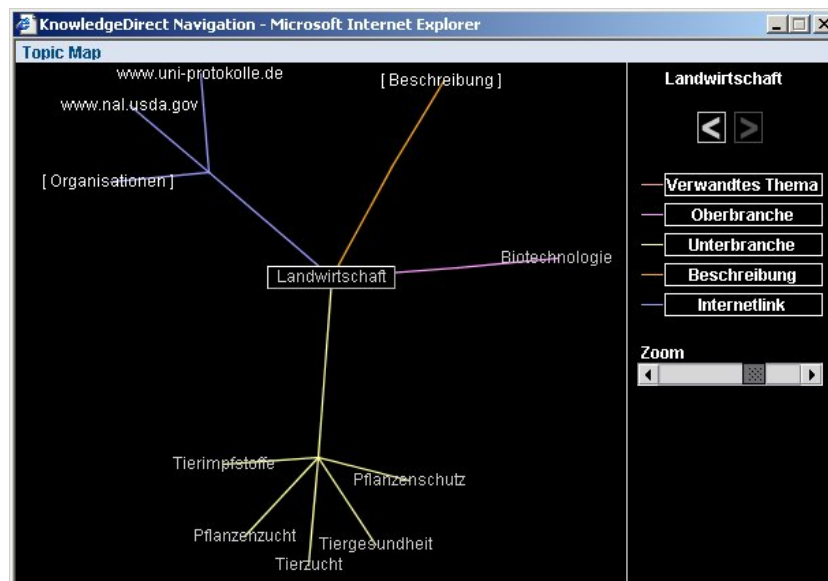 KnowledgeDirect Navigation - Microsoft Internet Explorer
Topic Map
www.uni-protokolle.de
[ Beschreibung ]
www.nal.usda.gov
[ Organisationen ]
Biotechnologie
Landwirtschaft
Tierimpfstoffe
Pflanzenschutz
Pflanzenzucht
Tiergesundheit
Tierzucht
Landwirtschaft
< >
Verwandtes Thema
Oberbranche
Unterbranche
Beschreibung
Internetlink
Zoom